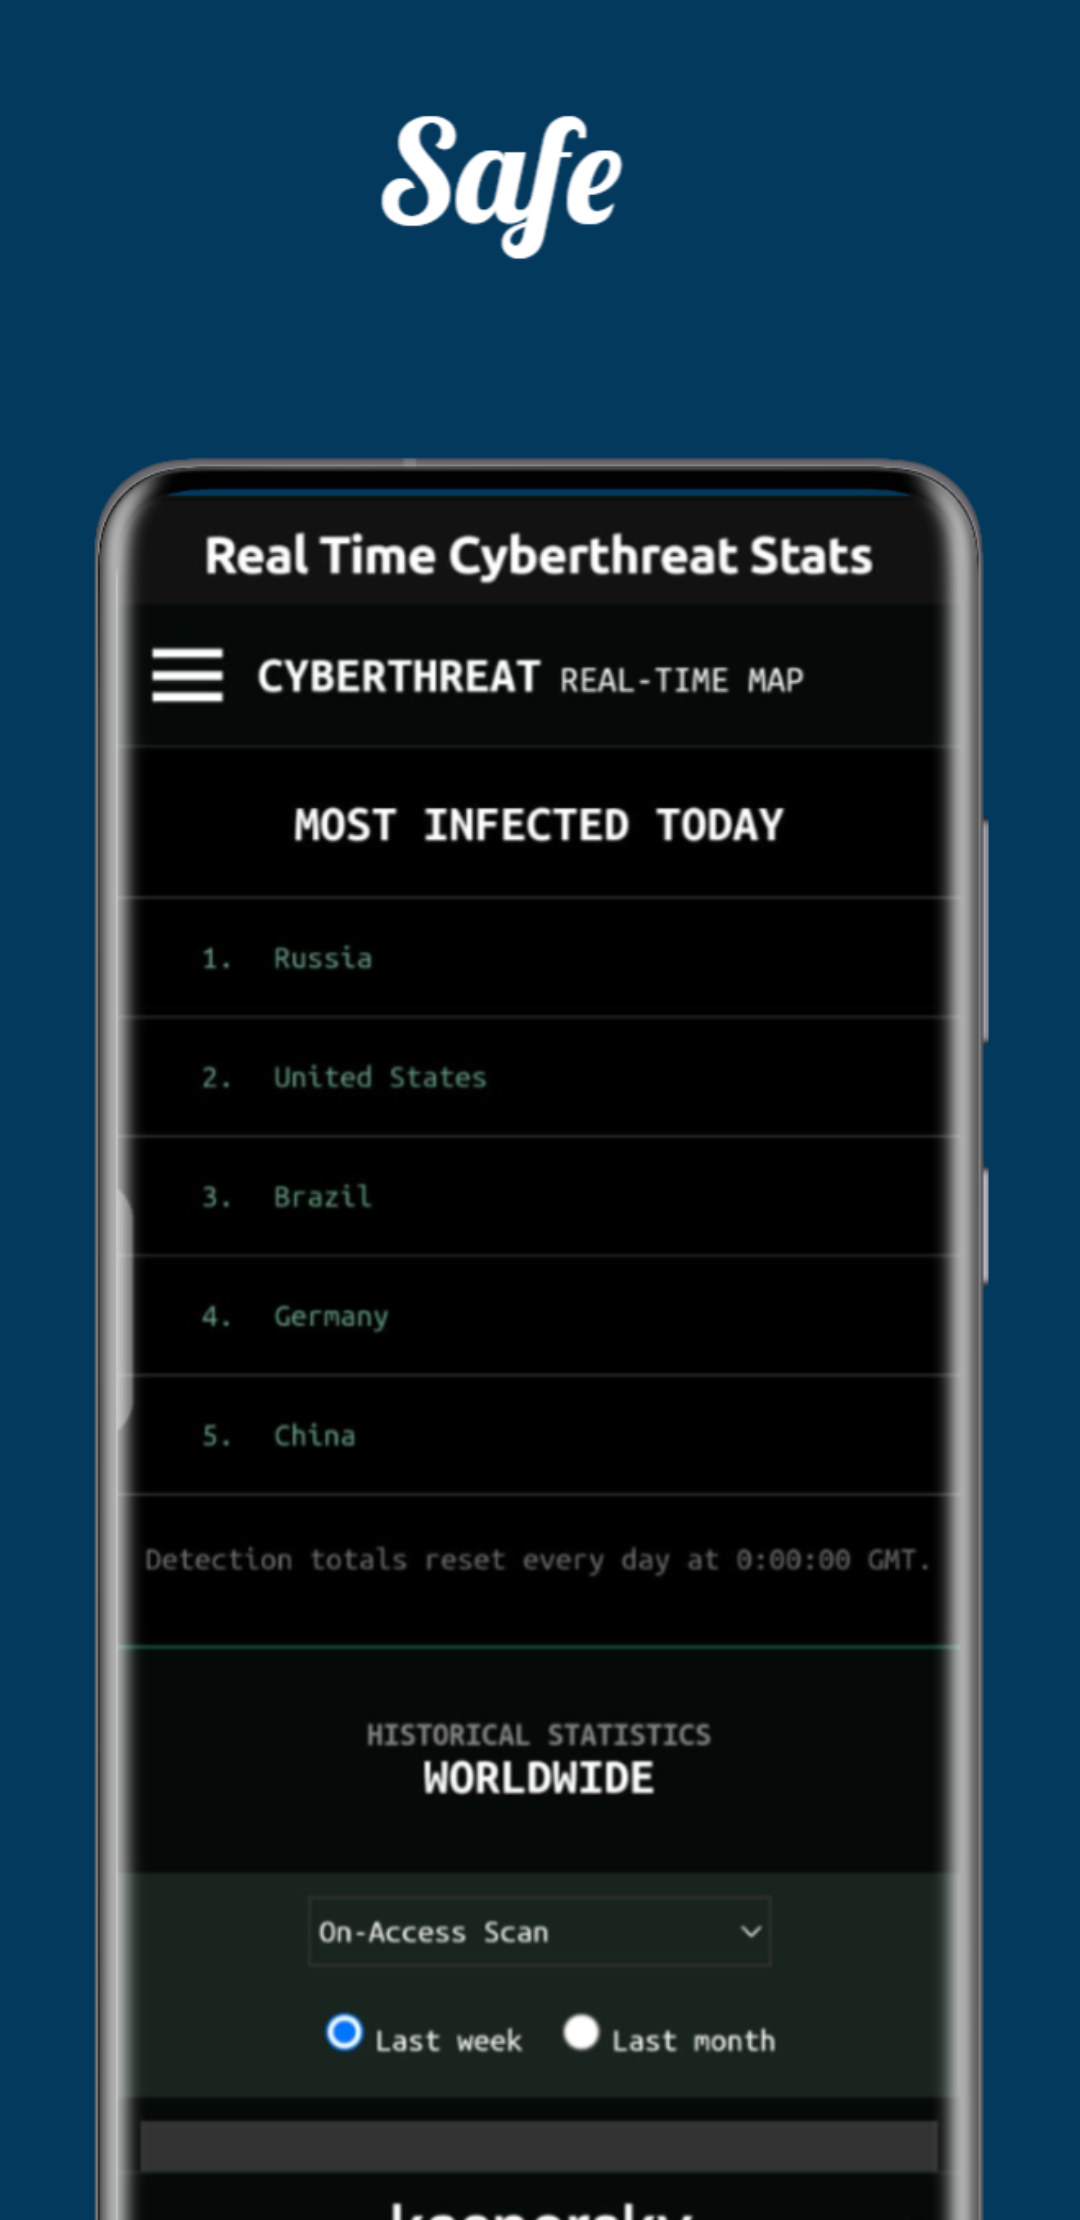 Safe
Real Time Cyberthreat Stats
CYBERTHREAT REAL-TIME MAP
MOST INFECTED TODAY
1. Russia
2. United States
3. Brazil
4. Germany
5. China
Detection totals reset every day at 0:00:00 GMT.
HISTORICAL STATISTICS
WORLDWIDE
On-Access Scan
Last week Last month